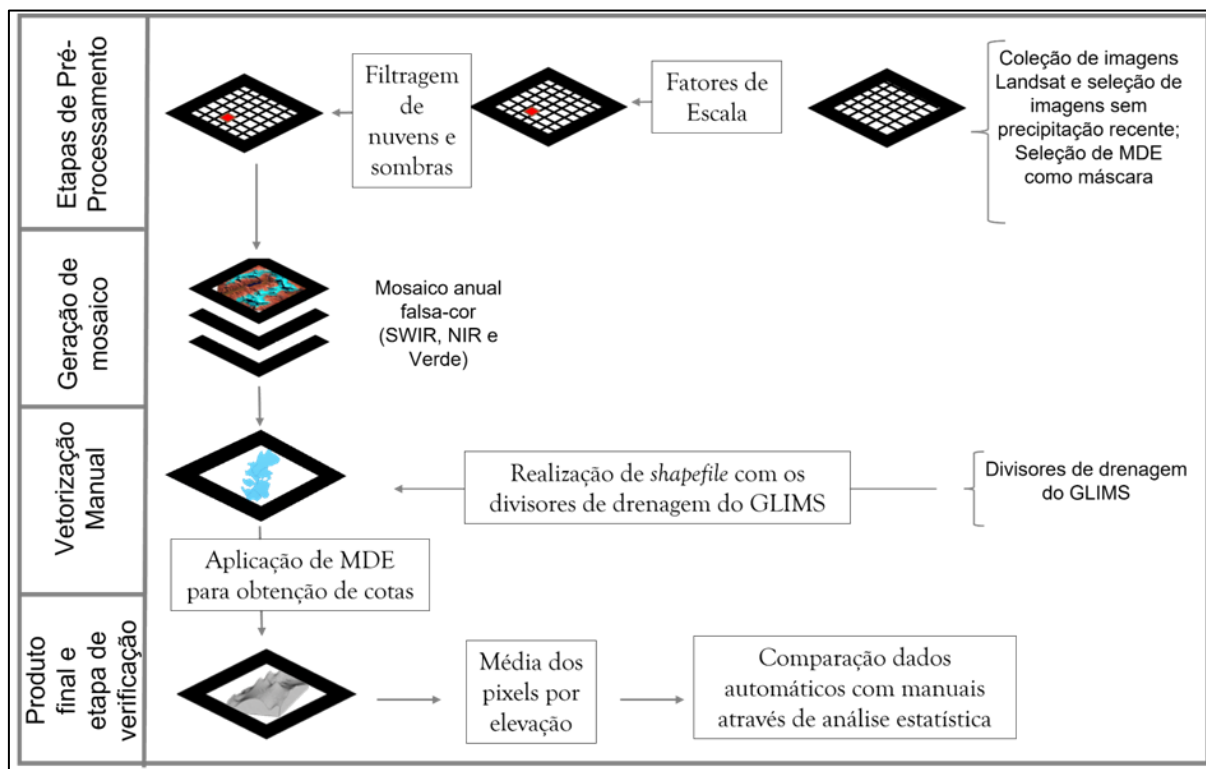 Etapas de Pré-
Processamento
Filtragem
de
nuvens e
sombras
Fatores de
Escala
Coleção de imagens
Landsat e seleção de
imagens sem
precipitação recente;
Seleção de MDE
como máscara
Geração de
mosaico
Mosaico anual
falsa-cor
(SWIR, NIR e
Verde)
Vetorização
Manual
Realização de shapefile com os
divisores de drenagem do GLIMS
Divisores de drenagem
do GLIMS
Aplicação de MDE
para obtenção de cotas
Produto
final e
etapa de
verificação
Média dos
pixels por
elevação
Comparação dados
automáticos com manuais
através de análise estatística